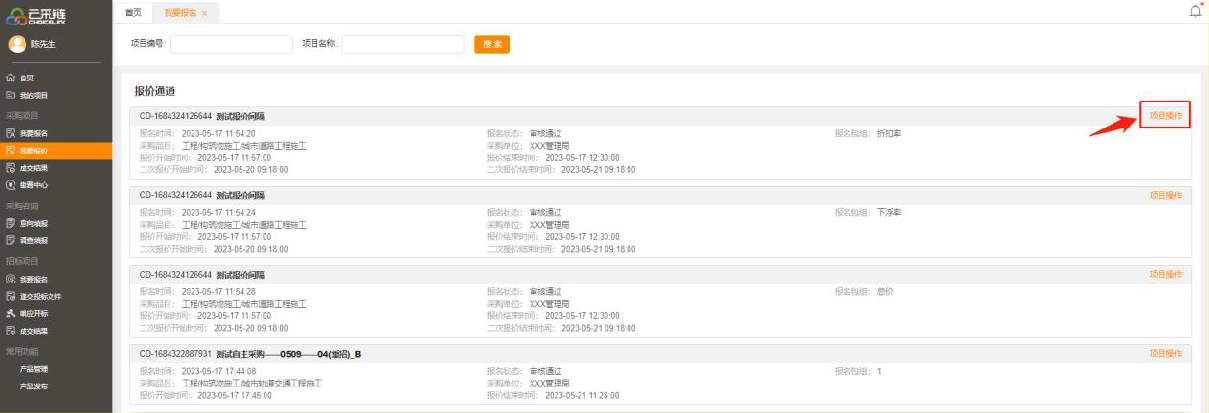 云采链
CHOICELINK
陈先生
首页
我的项目
采购项目
我要报名
我要报价
成交结果
缴费中心
采购咨询
意向填报
调查填报
招标项目
我要报名
递交投标文件
响应开标
成交结果
常用功能
产品管理
产品发布
首页 我要报名 ×
项目编号: 项目名称: 搜 索
报价通道
CD-1684324126644 测试报价间隔 项目操作
报名时间: 2023-05-17 11:54:20 报名状态: 审核通过 报名包组: 折扣率
采购品目: 工程/构筑物施工/城市道路工程施工 采购单位: XXX管理局
报价开始时间: 2023-05-17 11:57:00 报价结束时间: 2023-05-17 12:30:00
二次报价开始时间: 2023-05-20 09:18:00 二次报价结束时间: 2023-05-21 09:18:00
CD-1684324126644 测试报价间隔 项目操作
报名时间: 2023-05-17 11:54:24 报名状态: 审核通过 报名包组: 下浮率
采购品目: 工程/构筑物施工/城市道路工程施工 采购单位: XXX管理局
报价开始时间: 2023-05-17 11:57:00 报价结束时间: 2023-05-17 12:30:00
二次报价开始时间: 2023-05-20 09:18:00 二次报价结束时间: 2023-05-21 09:18:00
CD-1684324126644 测试报价间隔 项目操作
报名时间: 2023-05-17 11:54:28 报名状态: 审核通过 报名包组: 总价
采购品目: 工程/构筑物施工/城市道路工程施工 采购单位: XXX管理局
报价开始时间: 2023-05-17 11:57:00 报价结束时间: 2023-05-17 12:30:00
二次报价开始时间: 2023-05-20 09:18:00 二次报价结束时间: 2023-05-21 09:18:00
CD-1684322887931 测试自主采购——0509——04(重招)_B 项目操作
报名时间: 2023-05-17 17:44:08 报名状态: 审核通过 报名包组: 1
采购品目: 工程/构筑物施工/城市轨道交通工程施工 采购单位: XXX管理局
报价开始时间: 2023-05-17 17:45:00 报价结束时间: 2023-05-21 11:28:00